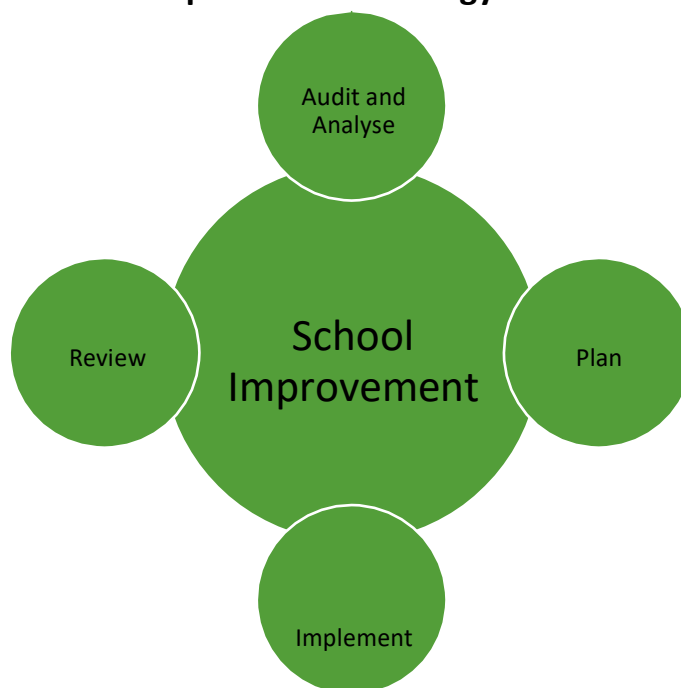 Audit and
Analyse
School
Improvement
Review
Plan
Implement